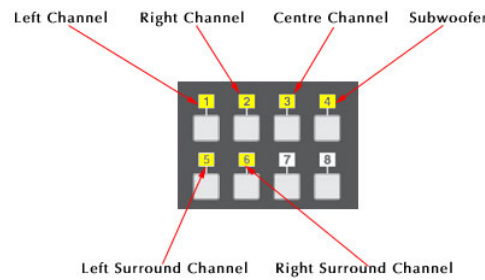 Left Channel Right Channel Centre Channel Subwoofer
1 2 3 4
5 6 7 8
Left Surround Channel Right Surround Channel